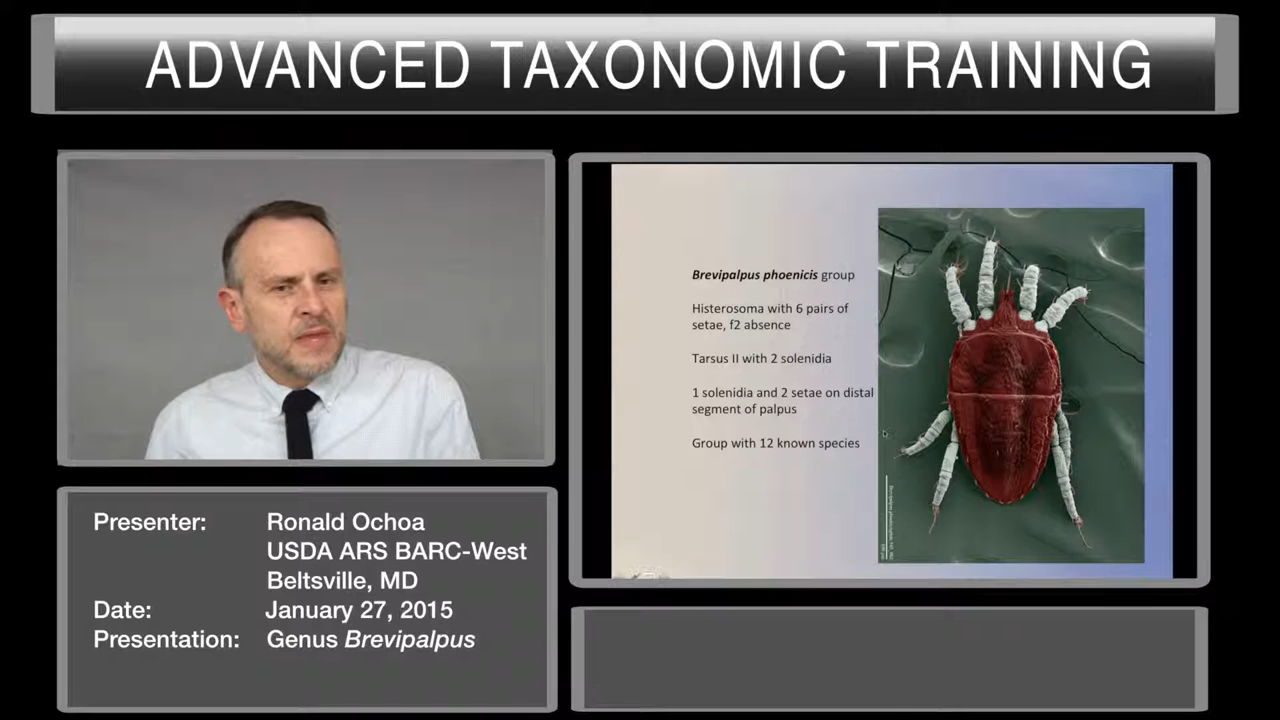 ADVANCED TAXONOMIC TRAINING
Brevipalpus phoenicis group
Histerosoma with 6 pairs of
setae, f2 absence
Tarsus II with 2 solenidia
1 solenidia and 2 setae on distal
segment of palpus
Group with 12 known species
Presenter: Ronald Ochoa
USDA ARS BARC-West
Beltsville, MD
Date: January 27, 2015
Presentation: Genus Brevipalpus